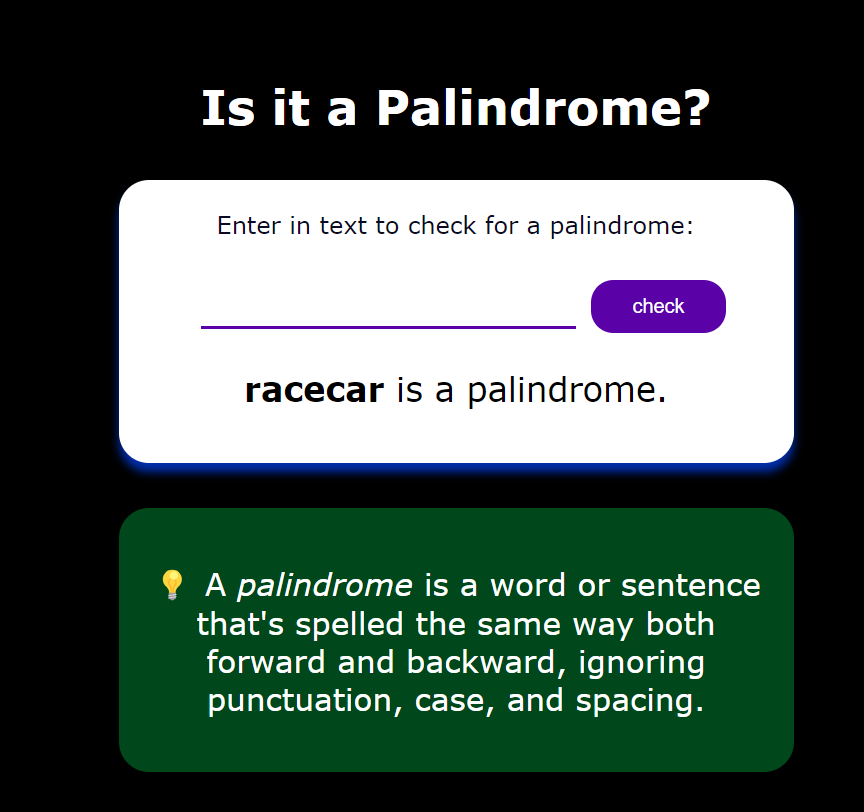 Is it a Palindrome?
Enter in text to check for a palindrome:
check
racecar is a palindrome.
💡 A palindrome is a word or sentence
that's spelled the same way both
forward and backward, ignoring
punctuation, case, and spacing.